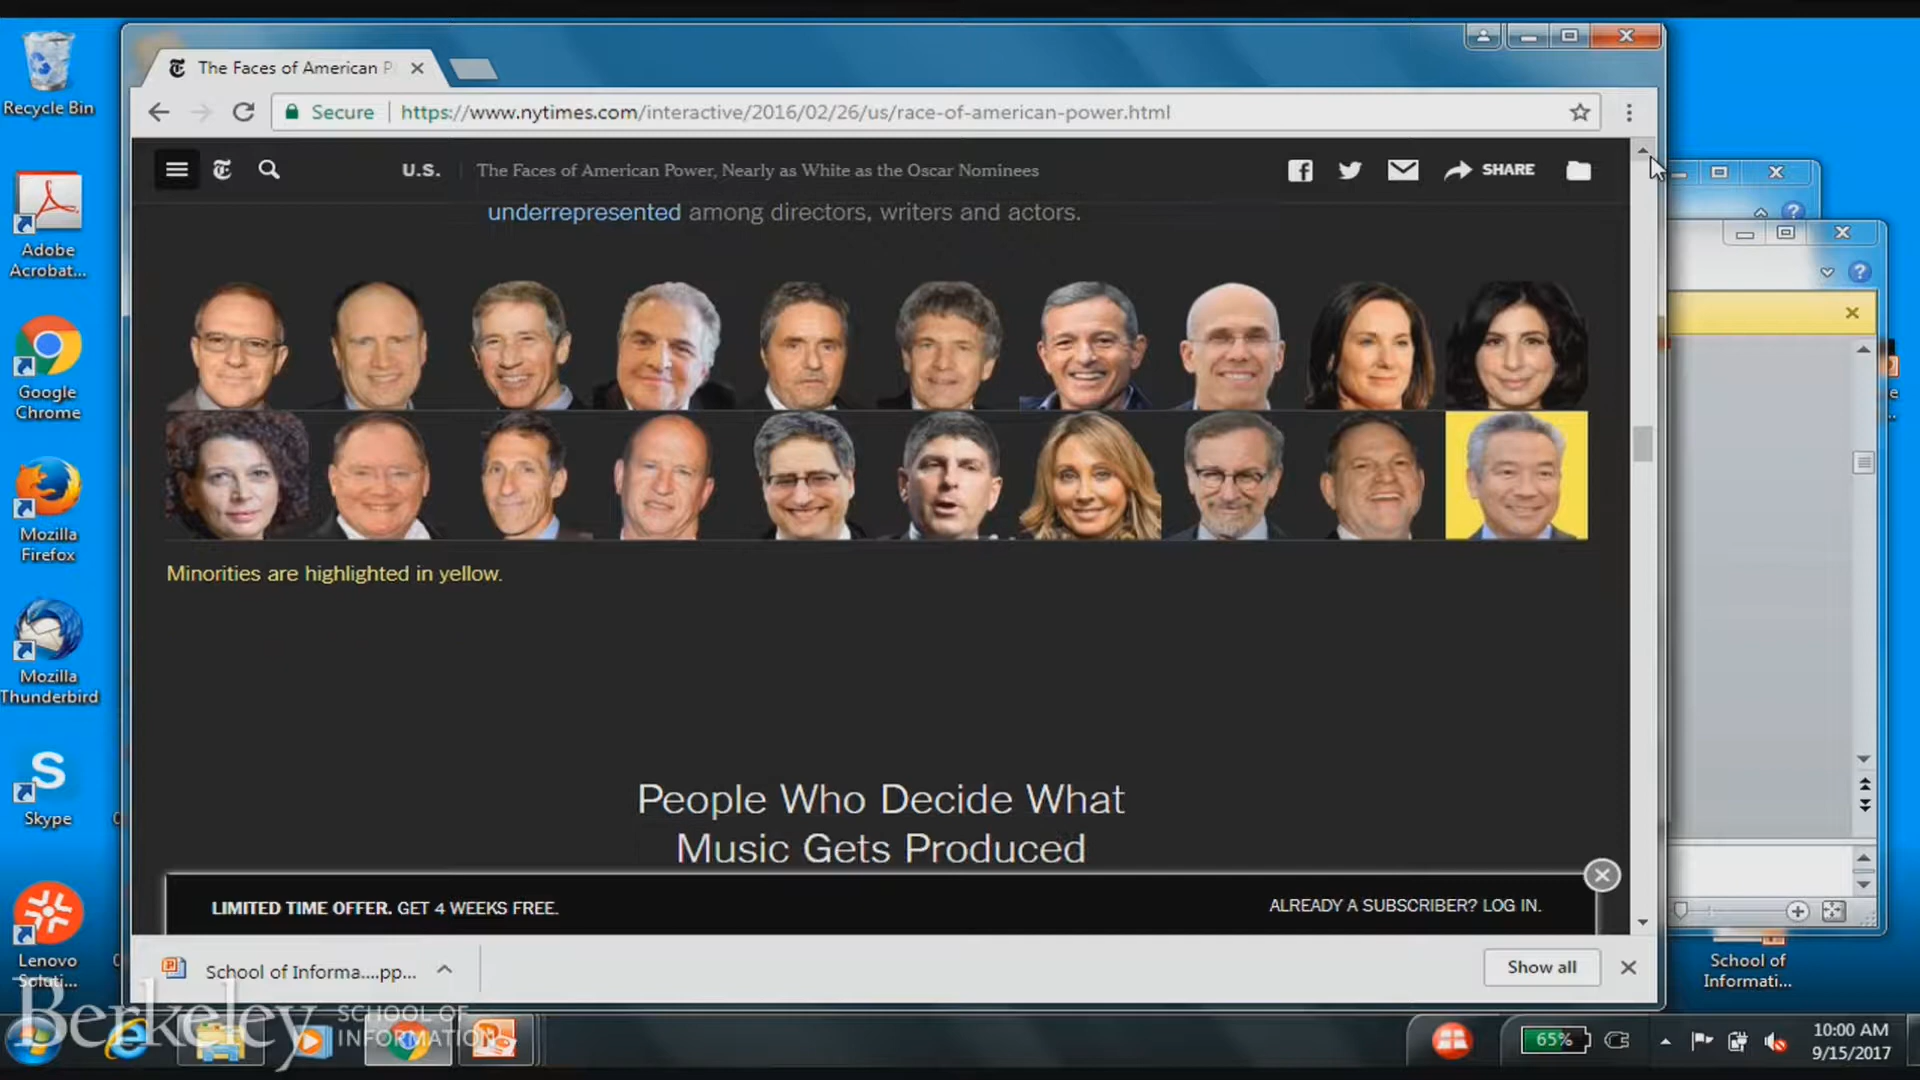 Recycle Bin
Adobe
Acrobat...
Google
Chrome
Mozilla
Firefox
Mozilla
Thunderbird
Skype
Lenovo
Soluti...
The Faces of American P
Secure
https://www.nytimes.com/interactive/2016/02/26/us/race-of-american-power.html
U.S.
The Faces of American Power, Nearly as White as the Oscar Nominees
SHARE
underrepresented among directors, writers and actors.
Minorities are highlighted in yellow.
People Who Decide What
Music Gets Produced
LIMITED TIME OFFER. GET 4 WEEKS FREE.
ALREADY A SUBSCRIBER? LOG IN.
School of Informa....pp...
Show all
School of
Informati...
Berkeley
SCHOOL OF
INFORMATION
65%
10:00 AM
9/15/2017